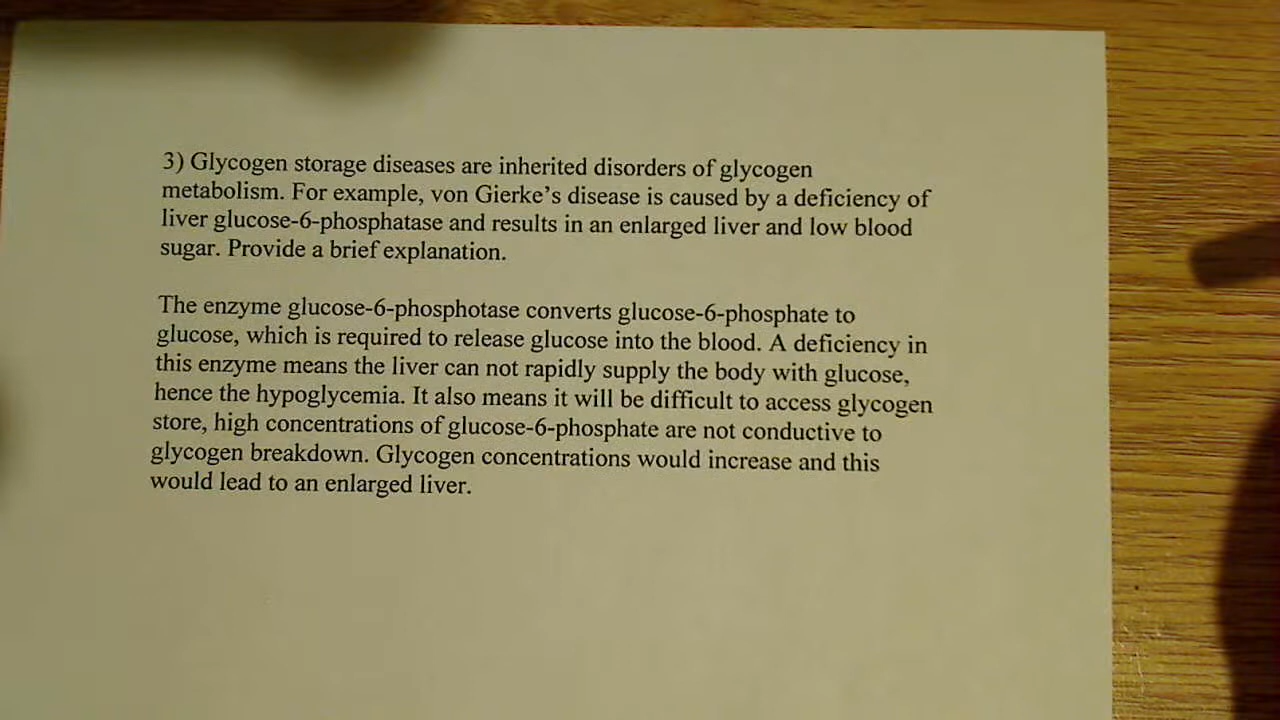 3) Glycogen storage diseases are inherited disorders of glycogen
metabolism. For example, von Gierke's disease is caused by a deficiency of
liver glucose-6-phosphatase and results in an enlarged liver and low blood
sugar. Provide a brief explanation.
The enzyme glucose-6-phosphotase converts glucose-6-phosphate to
glucose, which is required to release glucose into the blood. A deficiency in
this enzyme means the liver can not rapidly supply the body with glucose,
hence the hypoglycemia. It also means it will be difficult to access glycogen
store, high concentrations of glucose-6-phosphate are not conductive to
glycogen breakdown. Glycogen concentrations would increase and this
would lead to an enlarged liver.